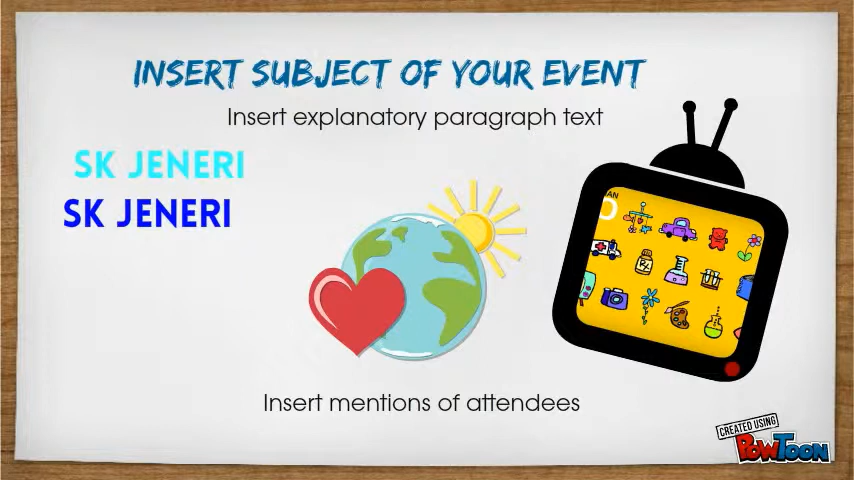 INSERT SUBJECT OF YOUR EVENT
Insert explanatory paragraph text
SK JENERI
SK JENERI
Insert mentions of attendees
CREATED USING
POWTOON